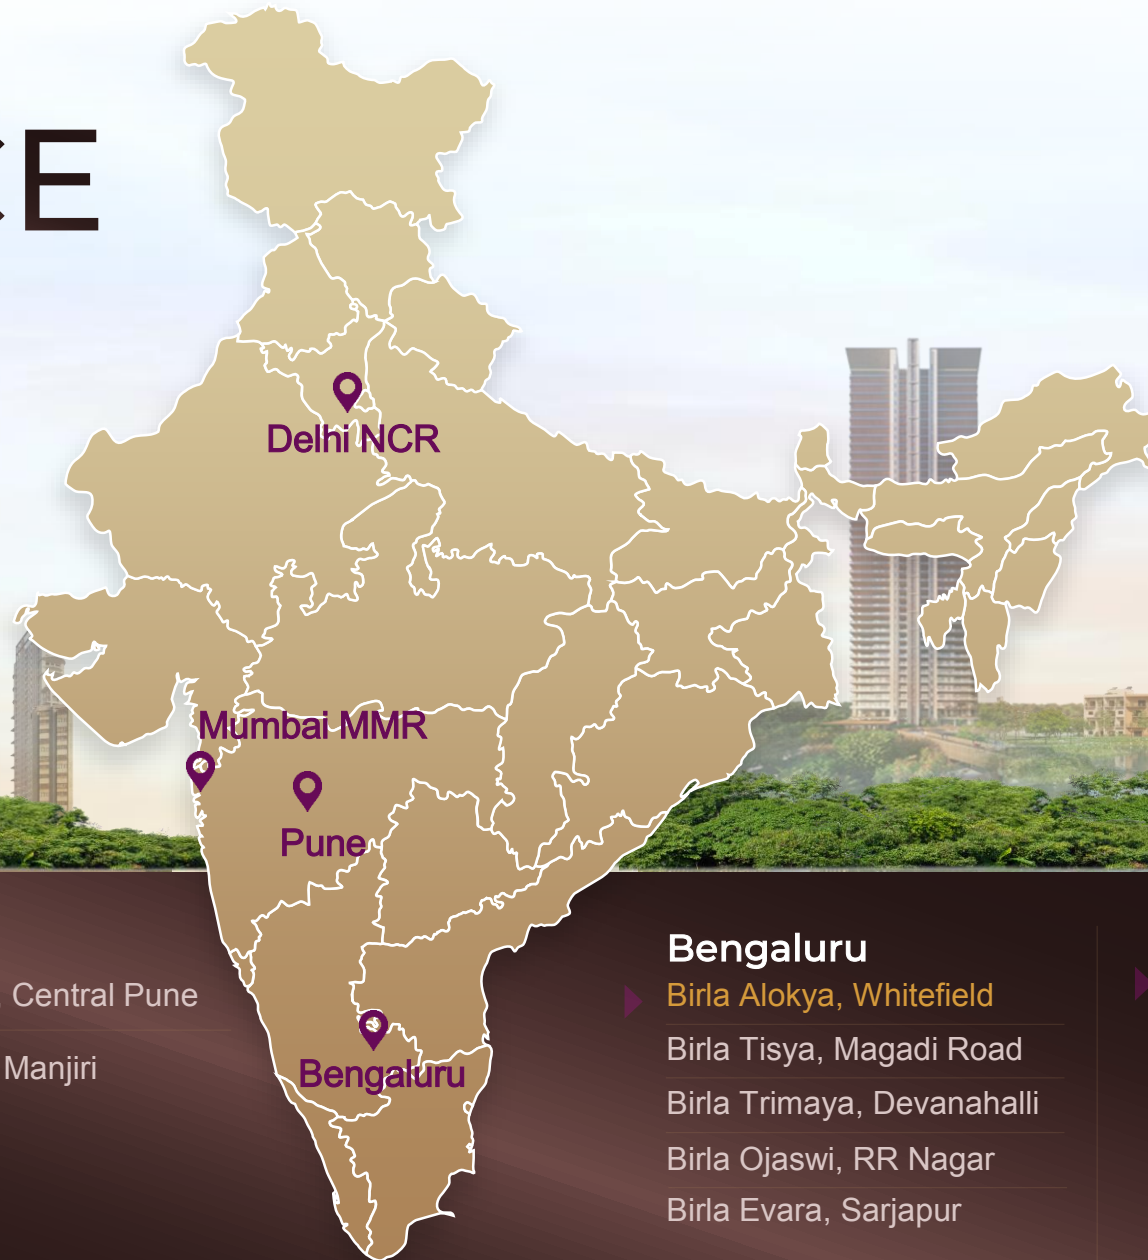 CE
Delhi NCR
Mumbai MMR
Pune
Bengaluru
Central Pune
Manjiri
Bengaluru
Birla Alokya, Whitefield
Birla Tisya, Magadi Road
Birla Trimaya, Devanahalli
Birla Ojaswi, RR Nagar
Birla Evara, Sarjapur